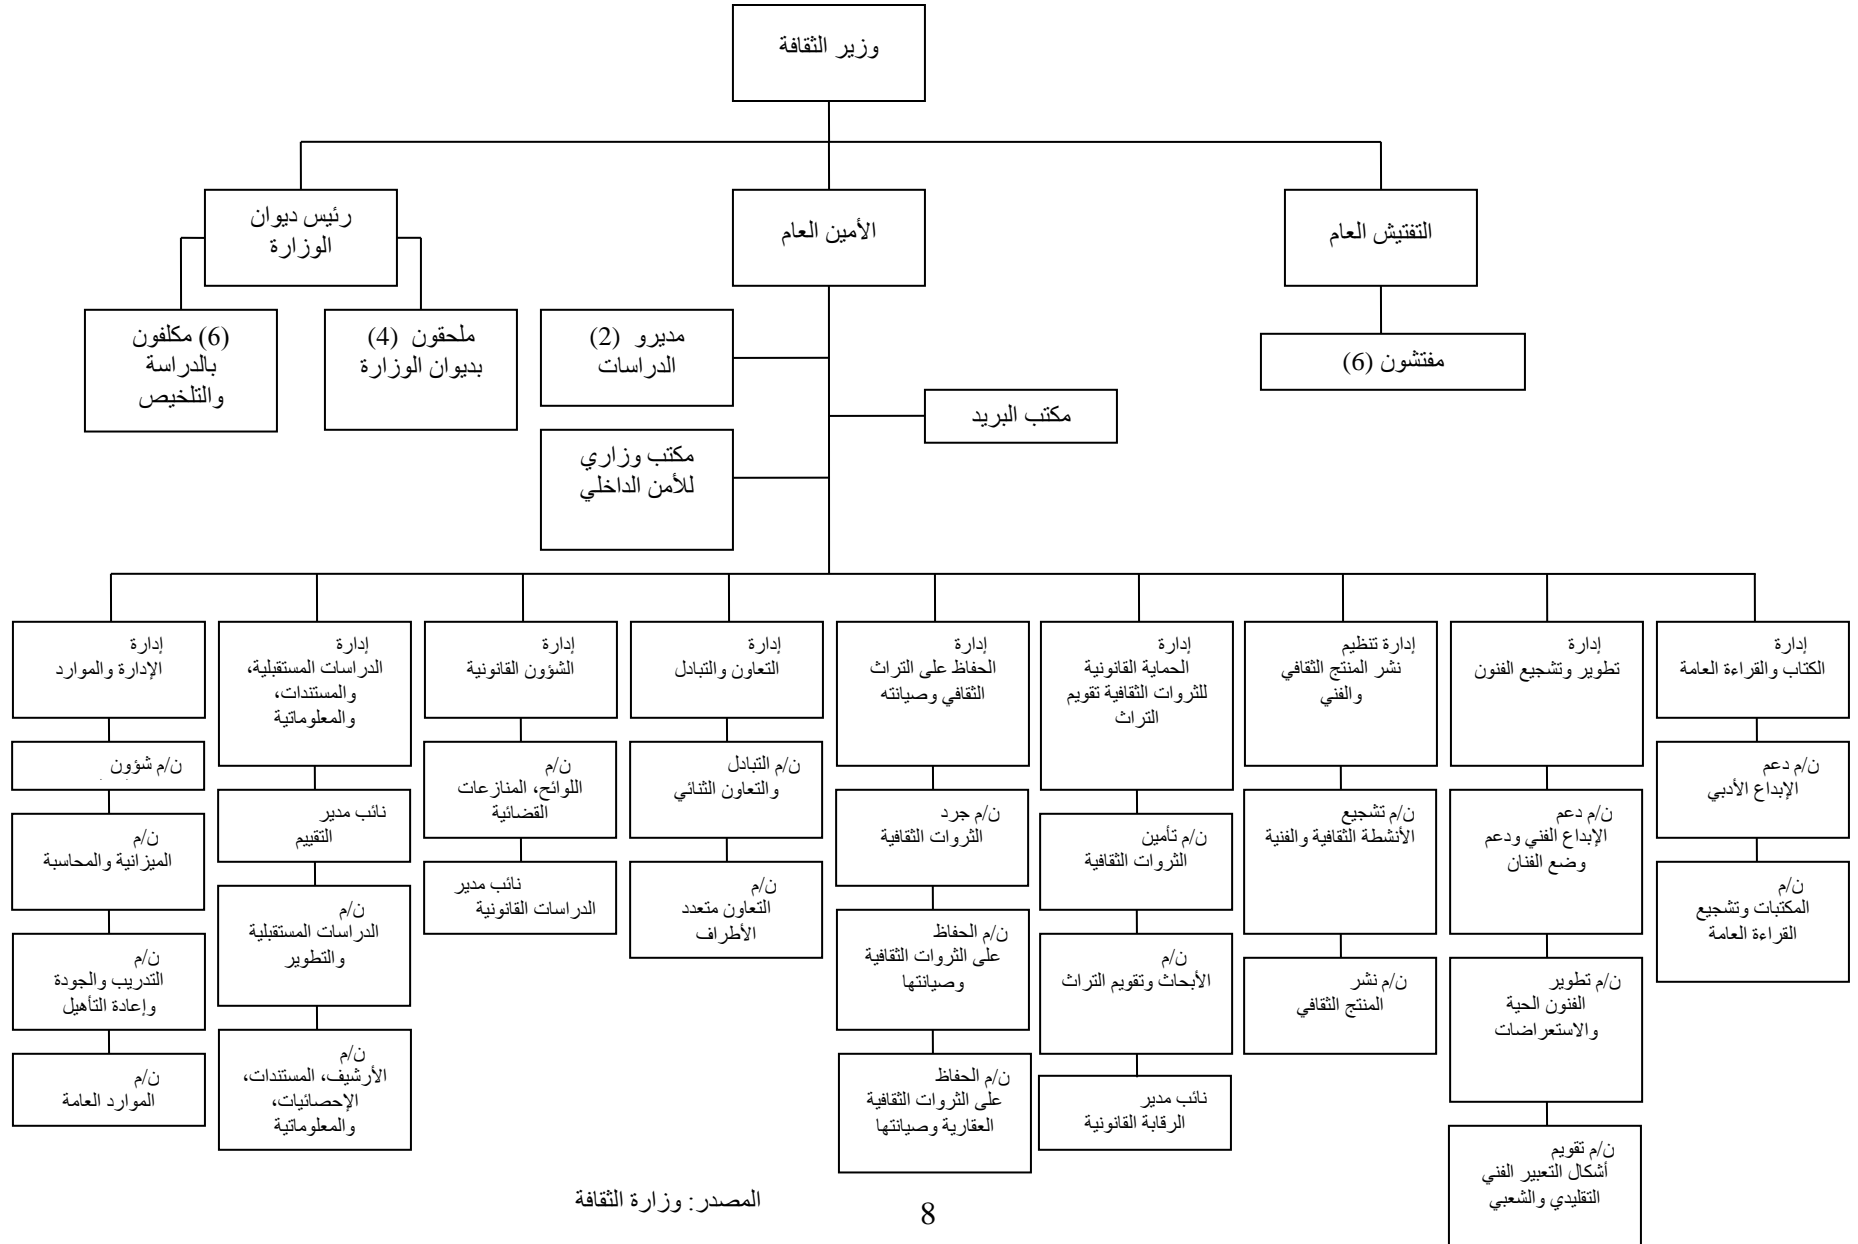 وزير الثقافة
التفتيش العام
الأمين العام
رئيس ديوان
الوزارة
مفتشون (6)
مديرو (2)
الدراسات
ملحقون (4)
بديوان الوزارة
(6) مكلفون
بالدراسة
والتلخيص
مكتب البريد
مكتب وزاري
للأمن الداخلي
إدارة
الكتاب والقراءة العامة
ن/م دعم
الإبداع الأدبي
ن/م
المكتبات وتشجيع
القراءة العامة
إدارة
تطوير وتشجيع الفنون
ن/م دعم
الإبداع الفني ودعم
وضع الفنان
ن/م تطوير
الفنون الحية
والاستعراضات
ن/م تقويم
أشكال التعبير الفني
التقليدي والشعبي
إدارة تنظيم
نشر المنتج الثقافي
والفني
ن/م تشجيع
الأنشطة الثقافية والفنية
ن/م نشر
المنتج الثقافي
إدارة
الحماية القانونية
للثروات الثقافية تقويم
التراث
ن/م تأمين
الثروات الثقافية
ن/م
الأبحاث وتقويم التراث
نائب مدير
الرقابة القانونية
إدارة
الحفاظ على التراث
الثقافي وصيانته
ن/م جرد
الثروات الثقافية
ن/م الحفاظ
على الثروات الثقافية
وصيانتها
ن/م الحفاظ
على الثروات الثقافية
العقارية وصيانتها
إدارة
التعاون والتبادل
ن/م التبادل
والتعاون الثنائي
ن/م
التعاون متعدد
الأطراف
إدارة
الشؤون القانونية
ن/م
اللوائح، المنازعات
القضائية
نائب مدير
الدراسات القانونية
إدارة
الدراسات المستقبلية،
والمستندات،
والمعلوماتية
نائب مدير
التقييم
ن/م
الدراسات المستقبلية
والتطوير
ن/م
الأرشيف، المستندات،
الإحصائيات،
والمعلوماتية
إدارة
الإدارة والموارد
ن/م شؤون
ن/م
الميزانية والمحاسبة
ن/م
التدريب والجودة
وإعادة التأهيل
ن/م
الموارد العامة
المصدر: وزارة الثقافة
8